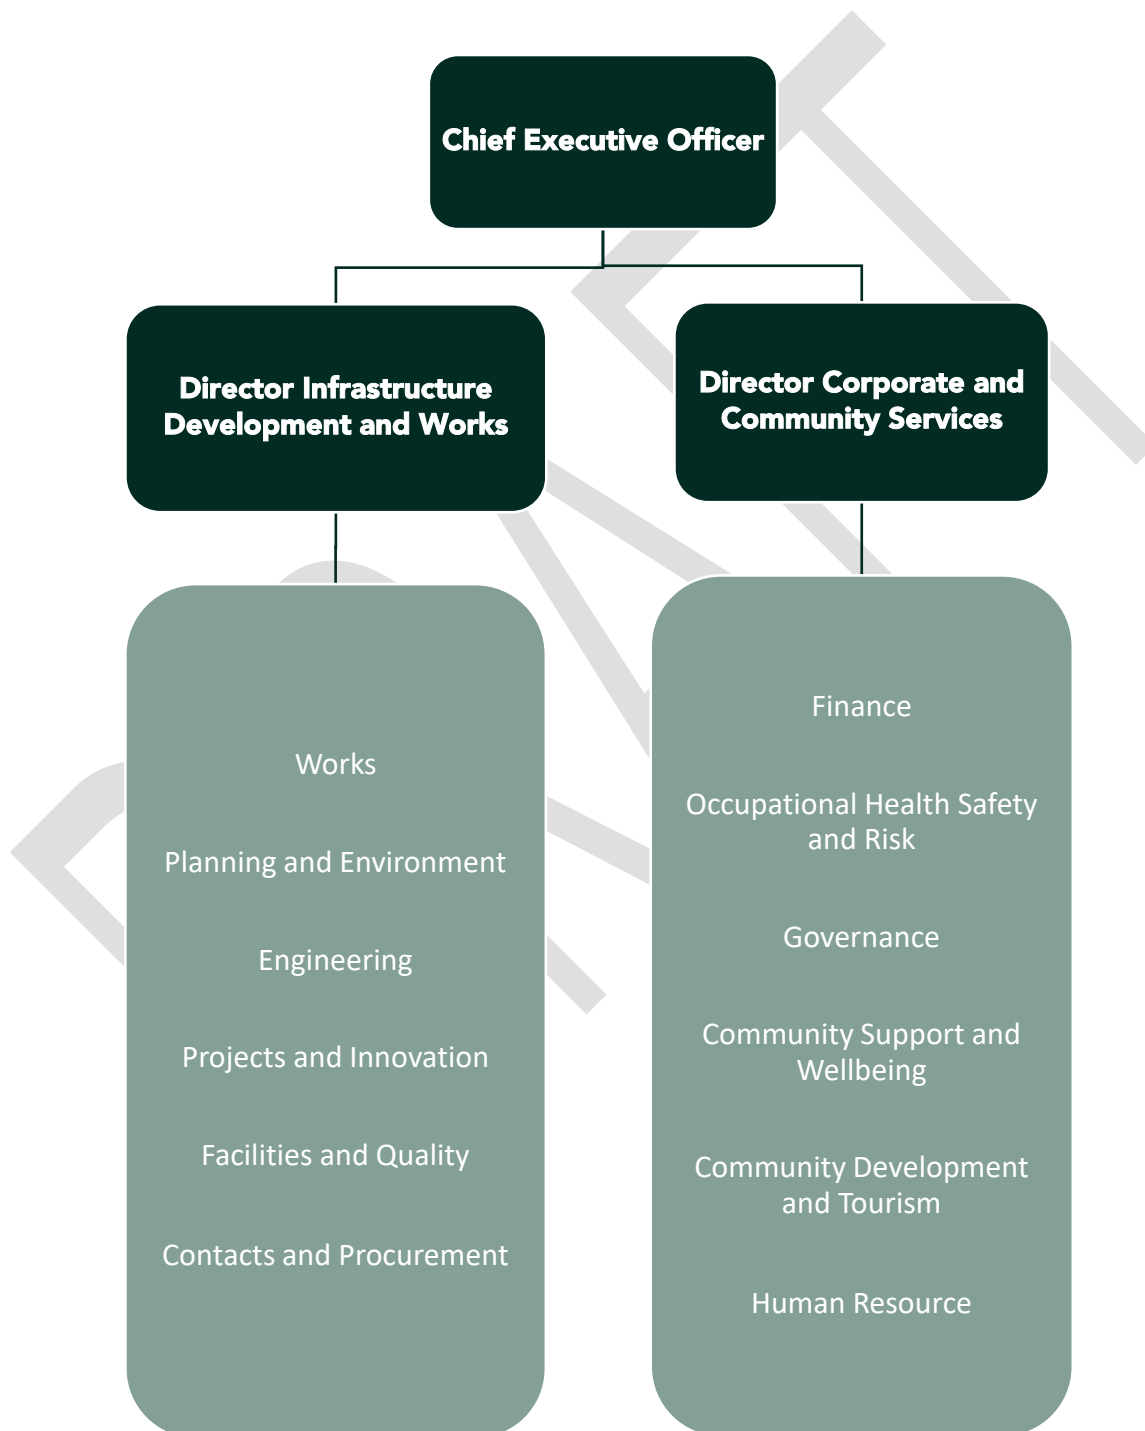 Chief Executive Officer
Director Infrastructure
Development and Works
Director Corporate and
Community Services
Works
Planning and Environment
Engineering
Projects and Innovation
Facilities and Quality
Contacts and Procurement
Finance
Occupational Health Safety
and Risk
Governance
Community Support and
Wellbeing
Community Development
and Tourism
Human Resource
DRAFT